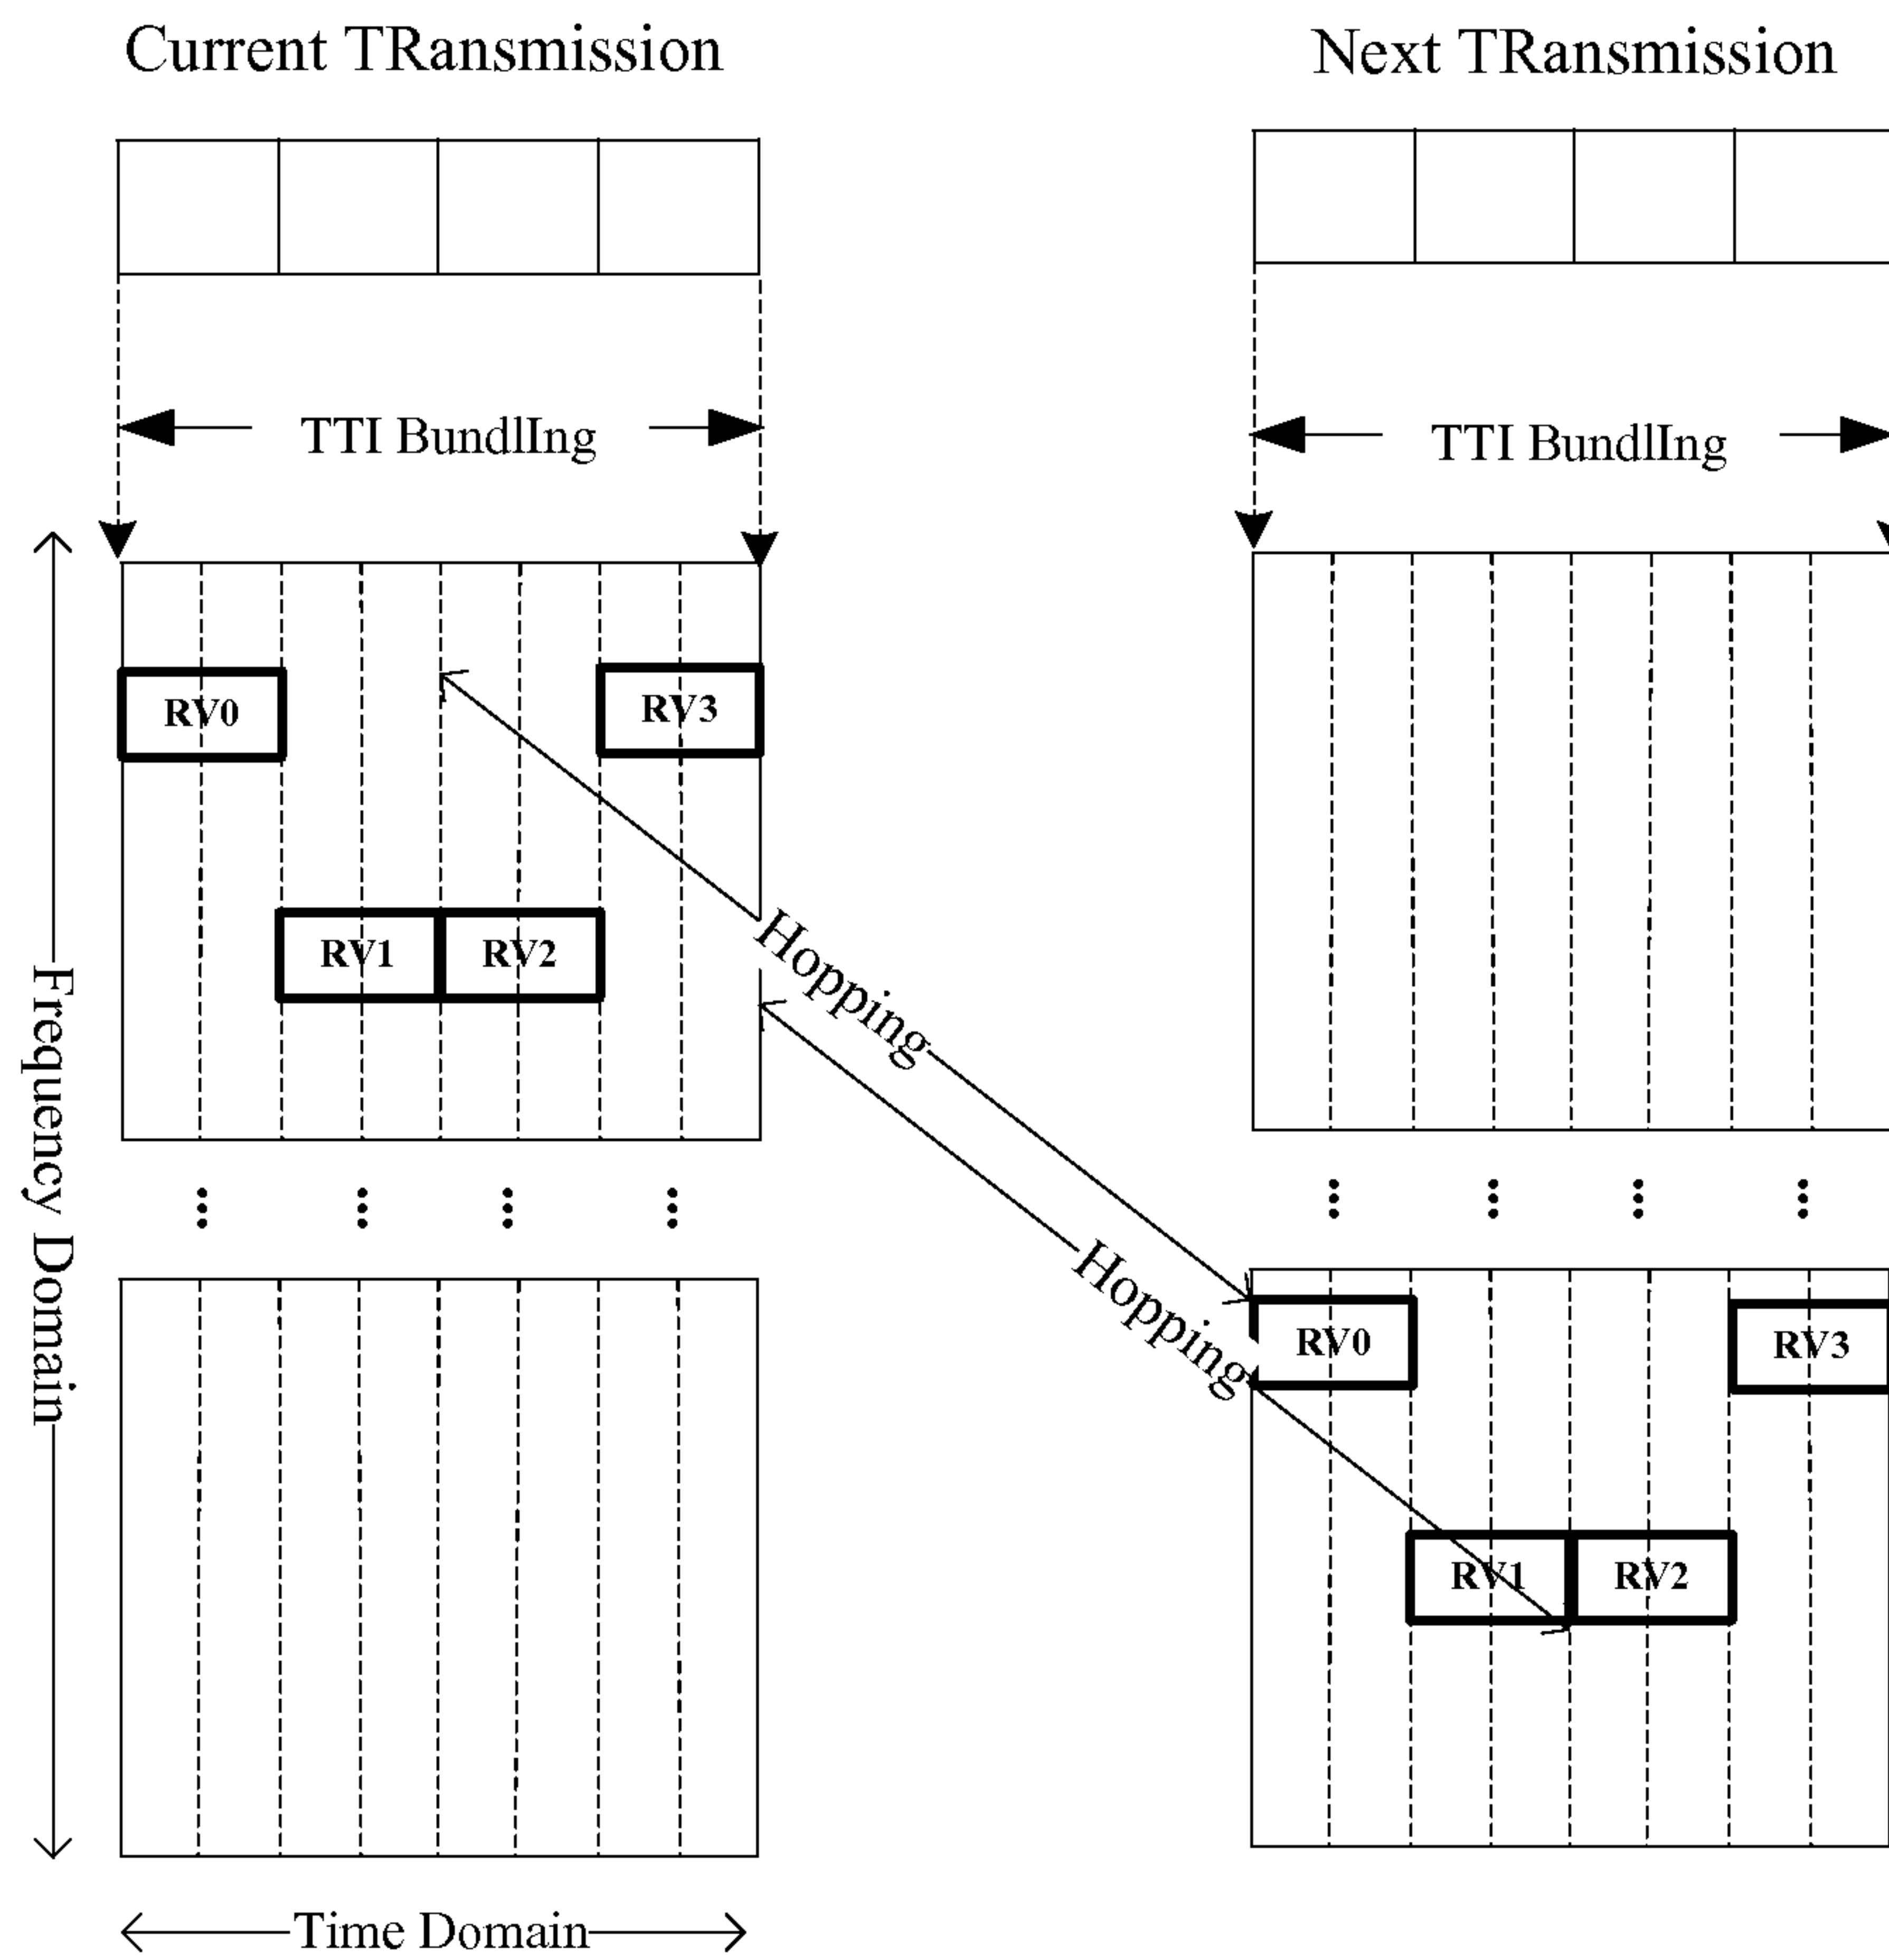 Current TRansmission
Next TRansmission
TTI BundlIng
TTI BundlIng
RV0
RV3
RV1
RV2
Hopping
Hopping
Frequency Domain
RV0
RV3
RV1
RV2
Time Domain